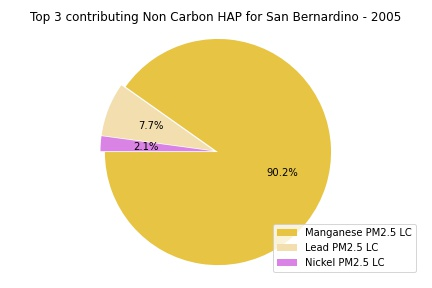 Top 3 contributing Non Carbon HAP for San Bernardino - 2005
7.7%
2.1%
90.2%
Manganese PM2.5 LC
Lead PM2.5 LC
Nickel PM2.5 LC